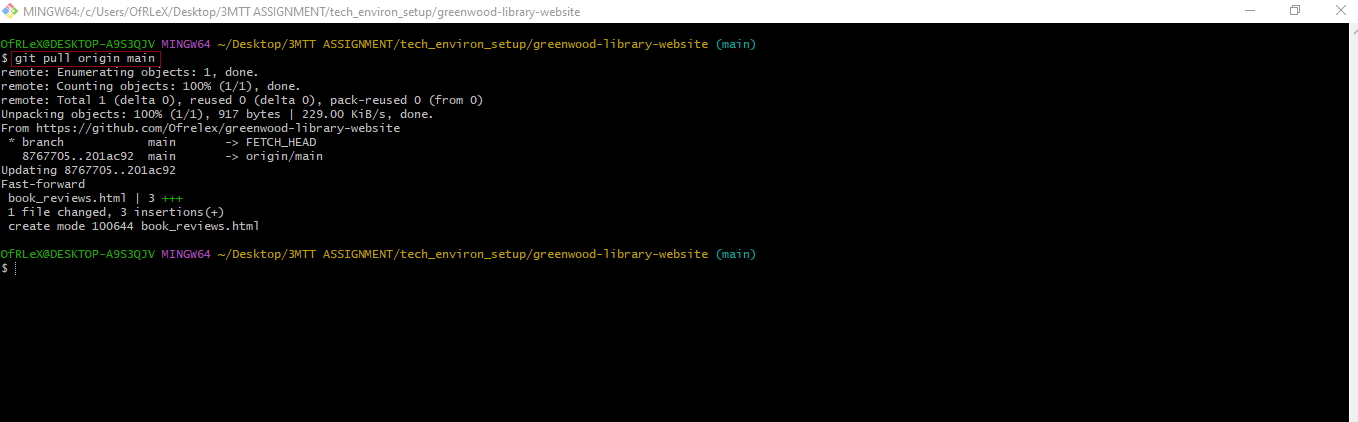 MINGW64:/c/Users/OfRLeX/Desktop/3MTT ASSIGNMENT/tech_environ_setup/greenwood-library-website
OfRLeX@DESKTOP-A9S3QJV MINGW64 ~/Desktop/3MTT ASSIGNMENT/tech_environ_setup/greenwood-library-website (main)
$ git pull origin main
remote: Enumerating objects: 1, done.
remote: Counting objects: 100% (1/1), done.
remote: Total 1 (delta 0), reused 0 (delta 0), pack-reused 0 (from 0)
Unpacking objects: 100% (1/1), 917 bytes | 229.00 KiB/s, done.
From https://github.com/Ofrelex/greenwood-library-website
 * branch            main       -> FETCH_HEAD
   8767705..201ac92  main       -> origin/main
Updating 8767705..201ac92
Fast-forward
 book_reviews.html | 3 +++
 1 file changed, 3 insertions(+)
 create mode 100644 book_reviews.html
OfRLeX@DESKTOP-A9S3QJV MINGW64 ~/Desktop/3MTT ASSIGNMENT/tech_environ_setup/greenwood-library-website (main)
$